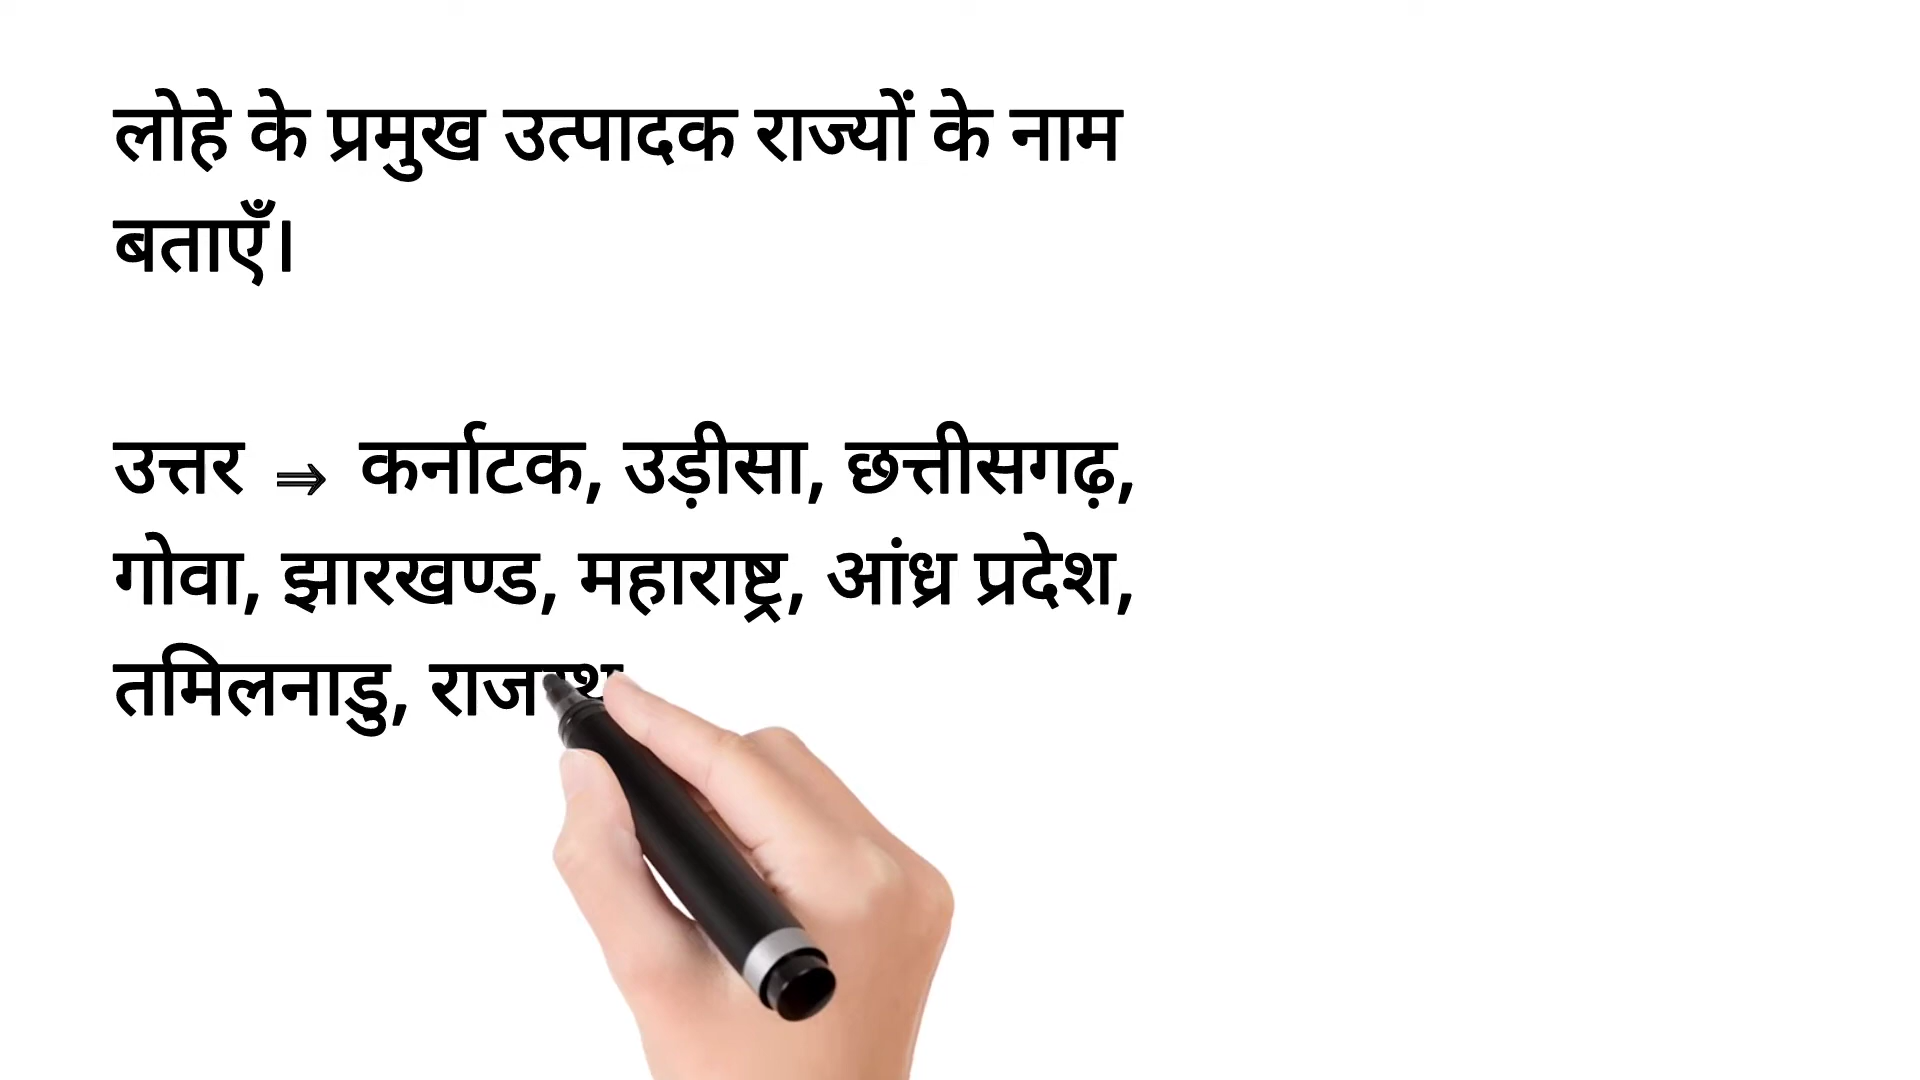 लोहे के प्रमुख उत्पादक राज्यों के नाम
बताएँ।
उत्तर ⇒ कर्नाटक, उड़ीसा, छत्तीसगढ़,
गोवा, झारखण्ड, महाराष्ट्र, आंध्र प्रदेश,
तमिलनाडु,